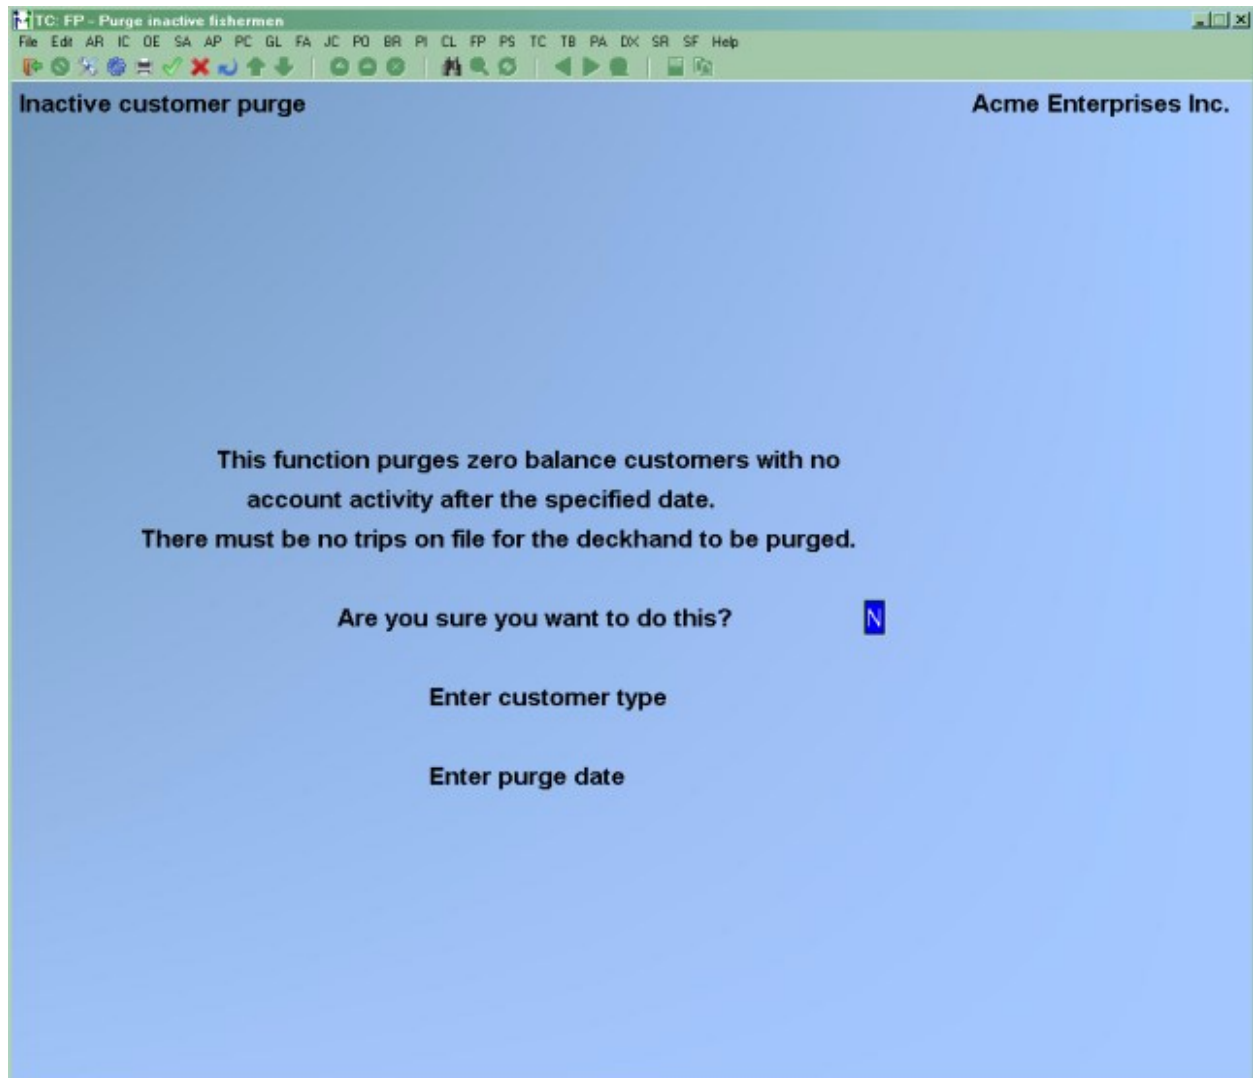 TC: FP - Purge inactive fishermen
File Edit AR IC OE SA AP PC GL FA JC PO BR PI CL FP PS TC TB PA DX SR SF Help
Inactive customer purge Acme Enterprises Inc.
This function purges zero balance customers with no
account activity after the specified date.
There must be no trips on file for the deckhand to be purged.
Are you sure you want to do this? N
Enter customer type
Enter purge date